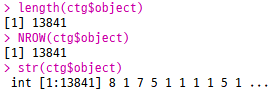 > length(ctg$object)
[1] 13841
> NROW(ctg$object)
[1] 13841
> str(ctg$object)
 int [1:13841] 8 1 7 5 1 1 1 1 5 1 ...